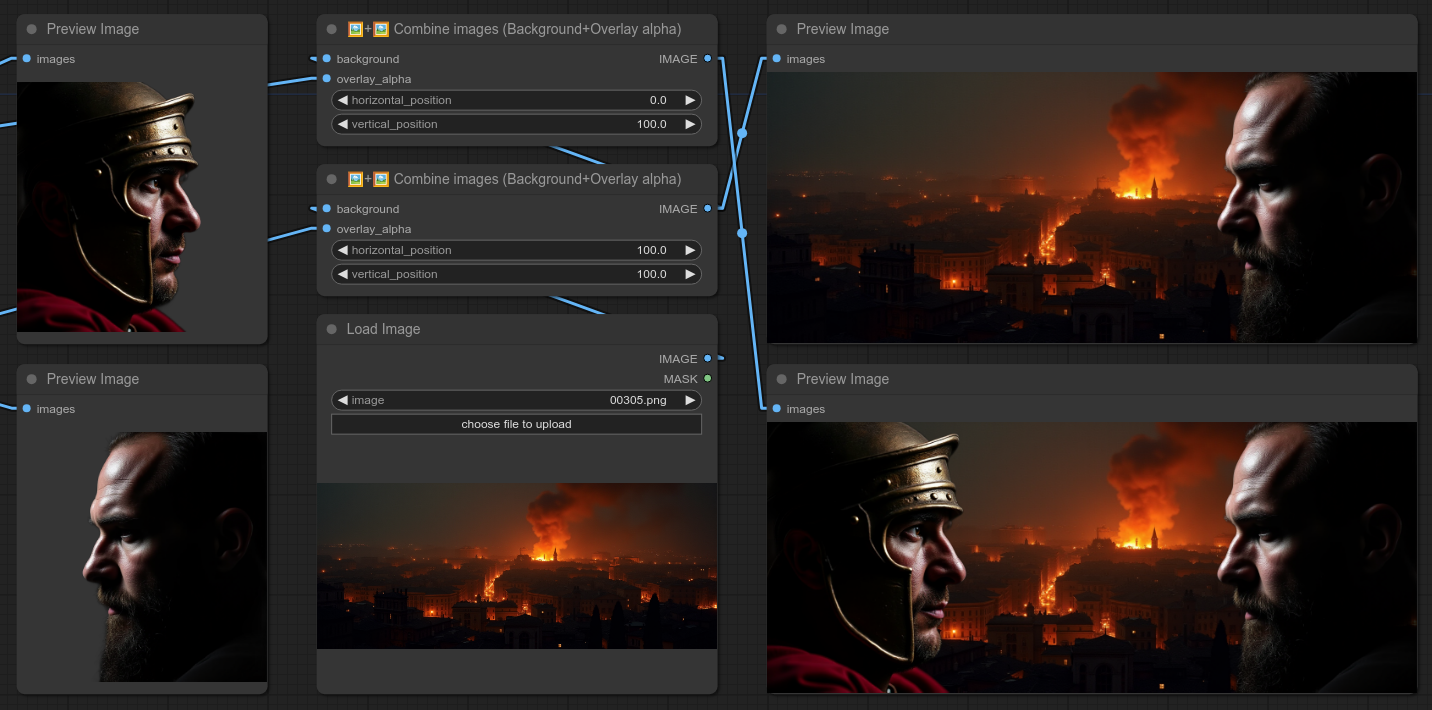 Preview Image
images
Preview Image
images
🖼️+🖼️ Combine images (Background+Overlay alpha)
background IMAGE
overlay_alpha
◀ horizontal_position 0.0 ▶
◀ vertical_position 100.0 ▶
🖼️+🖼️ Combine images (Background+Overlay alpha)
background IMAGE
overlay_alpha
◀ horizontal_position 100.0 ▶
◀ vertical_position 100.0 ▶
Load Image
IMAGE
MASK
◀ image 00305.png ▶
choose file to upload
Preview Image
images
Preview Image
images